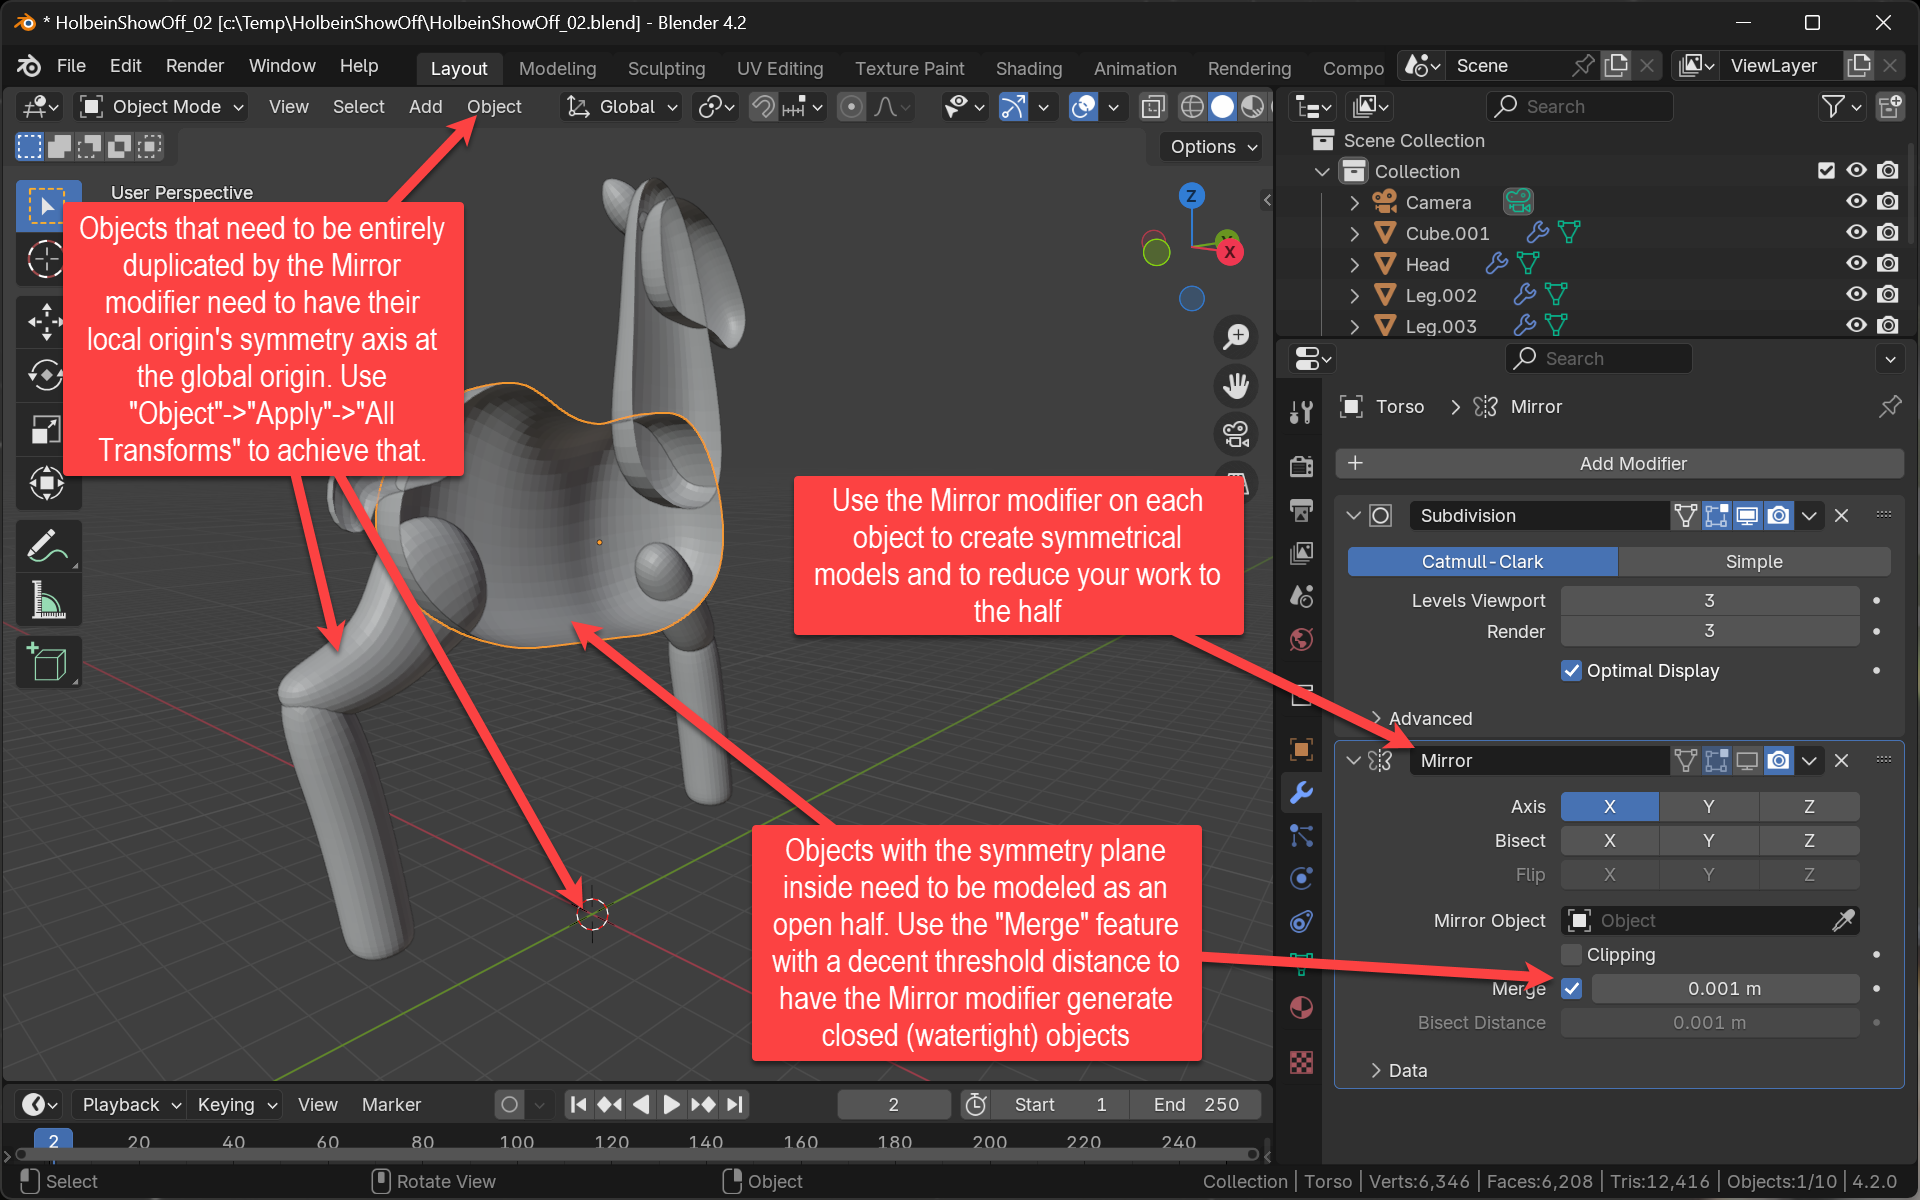 * HolbeinShowOff_02 [c:\Temp\HolbeinShowOff\HolbeinShowOff_02.blend] - Blender 4.2
File Edit Render Window Help
Layout Modeling Sculpting UV Editing Texture Paint Shading Animation Rendering Compo
Scene
ViewLayer
Object Mode View Select Add Object Global
Search
Options
User Perspective
Z
Y
X
Scene Collection
Collection
Camera
Cube.001
Head
Leg.002
Leg.003
Objects that need to be entirely
duplicated by the Mirror
modifier need to have their
local origin's symmetry axis at
the global origin. Use
"Object"->"Apply"->"All
Transforms" to achieve that.
Search
Torso > Mirror
Add Modifier
Subdivision
Catmull-Clark Simple
Levels Viewport 3
Render 3
Optimal Display
Advanced
Use the Mirror modifier on each
object to create symmetrical
models and to reduce your work to
the half
Mirror
Axis X Y Z
Bisect X Y Z
Flip X Y Z
Mirror Object Object
Clipping
Merge 0.001 m
Bisect Distance 0.001 m
Data
Objects with the symmetry plane
inside need to be modeled as an
open half. Use the "Merge" feature
with a decent threshold distance to
have the Mirror modifier generate
closed (watertight) objects
Playback Keying View Marker 2 Start 1 End 250
2 20 40 60 80 100 120 140 160 180 200 220 240
Select Rotate View Object
Collection | Torso | Verts:6,346 | Faces:6,208 | Tris:12,416 | Objects:1/10 | 4.2.0